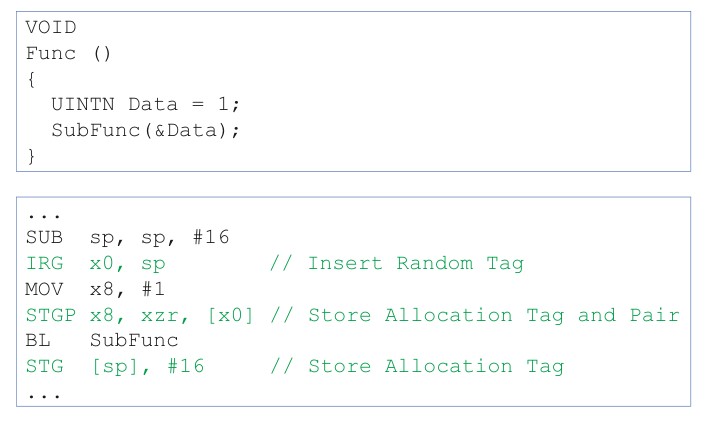 VOID
Func ()
{
  UINTN Data = 1;
  SubFunc(&Data);
}
...
SUB  sp, sp, #16
IRG  x0, sp        // Insert Random Tag
MOV  x8, #1
STGP x8, xzr, [x0] // Store Allocation Tag and Pair
BL   SubFunc
STG  [sp], #16     // Store Allocation Tag
...